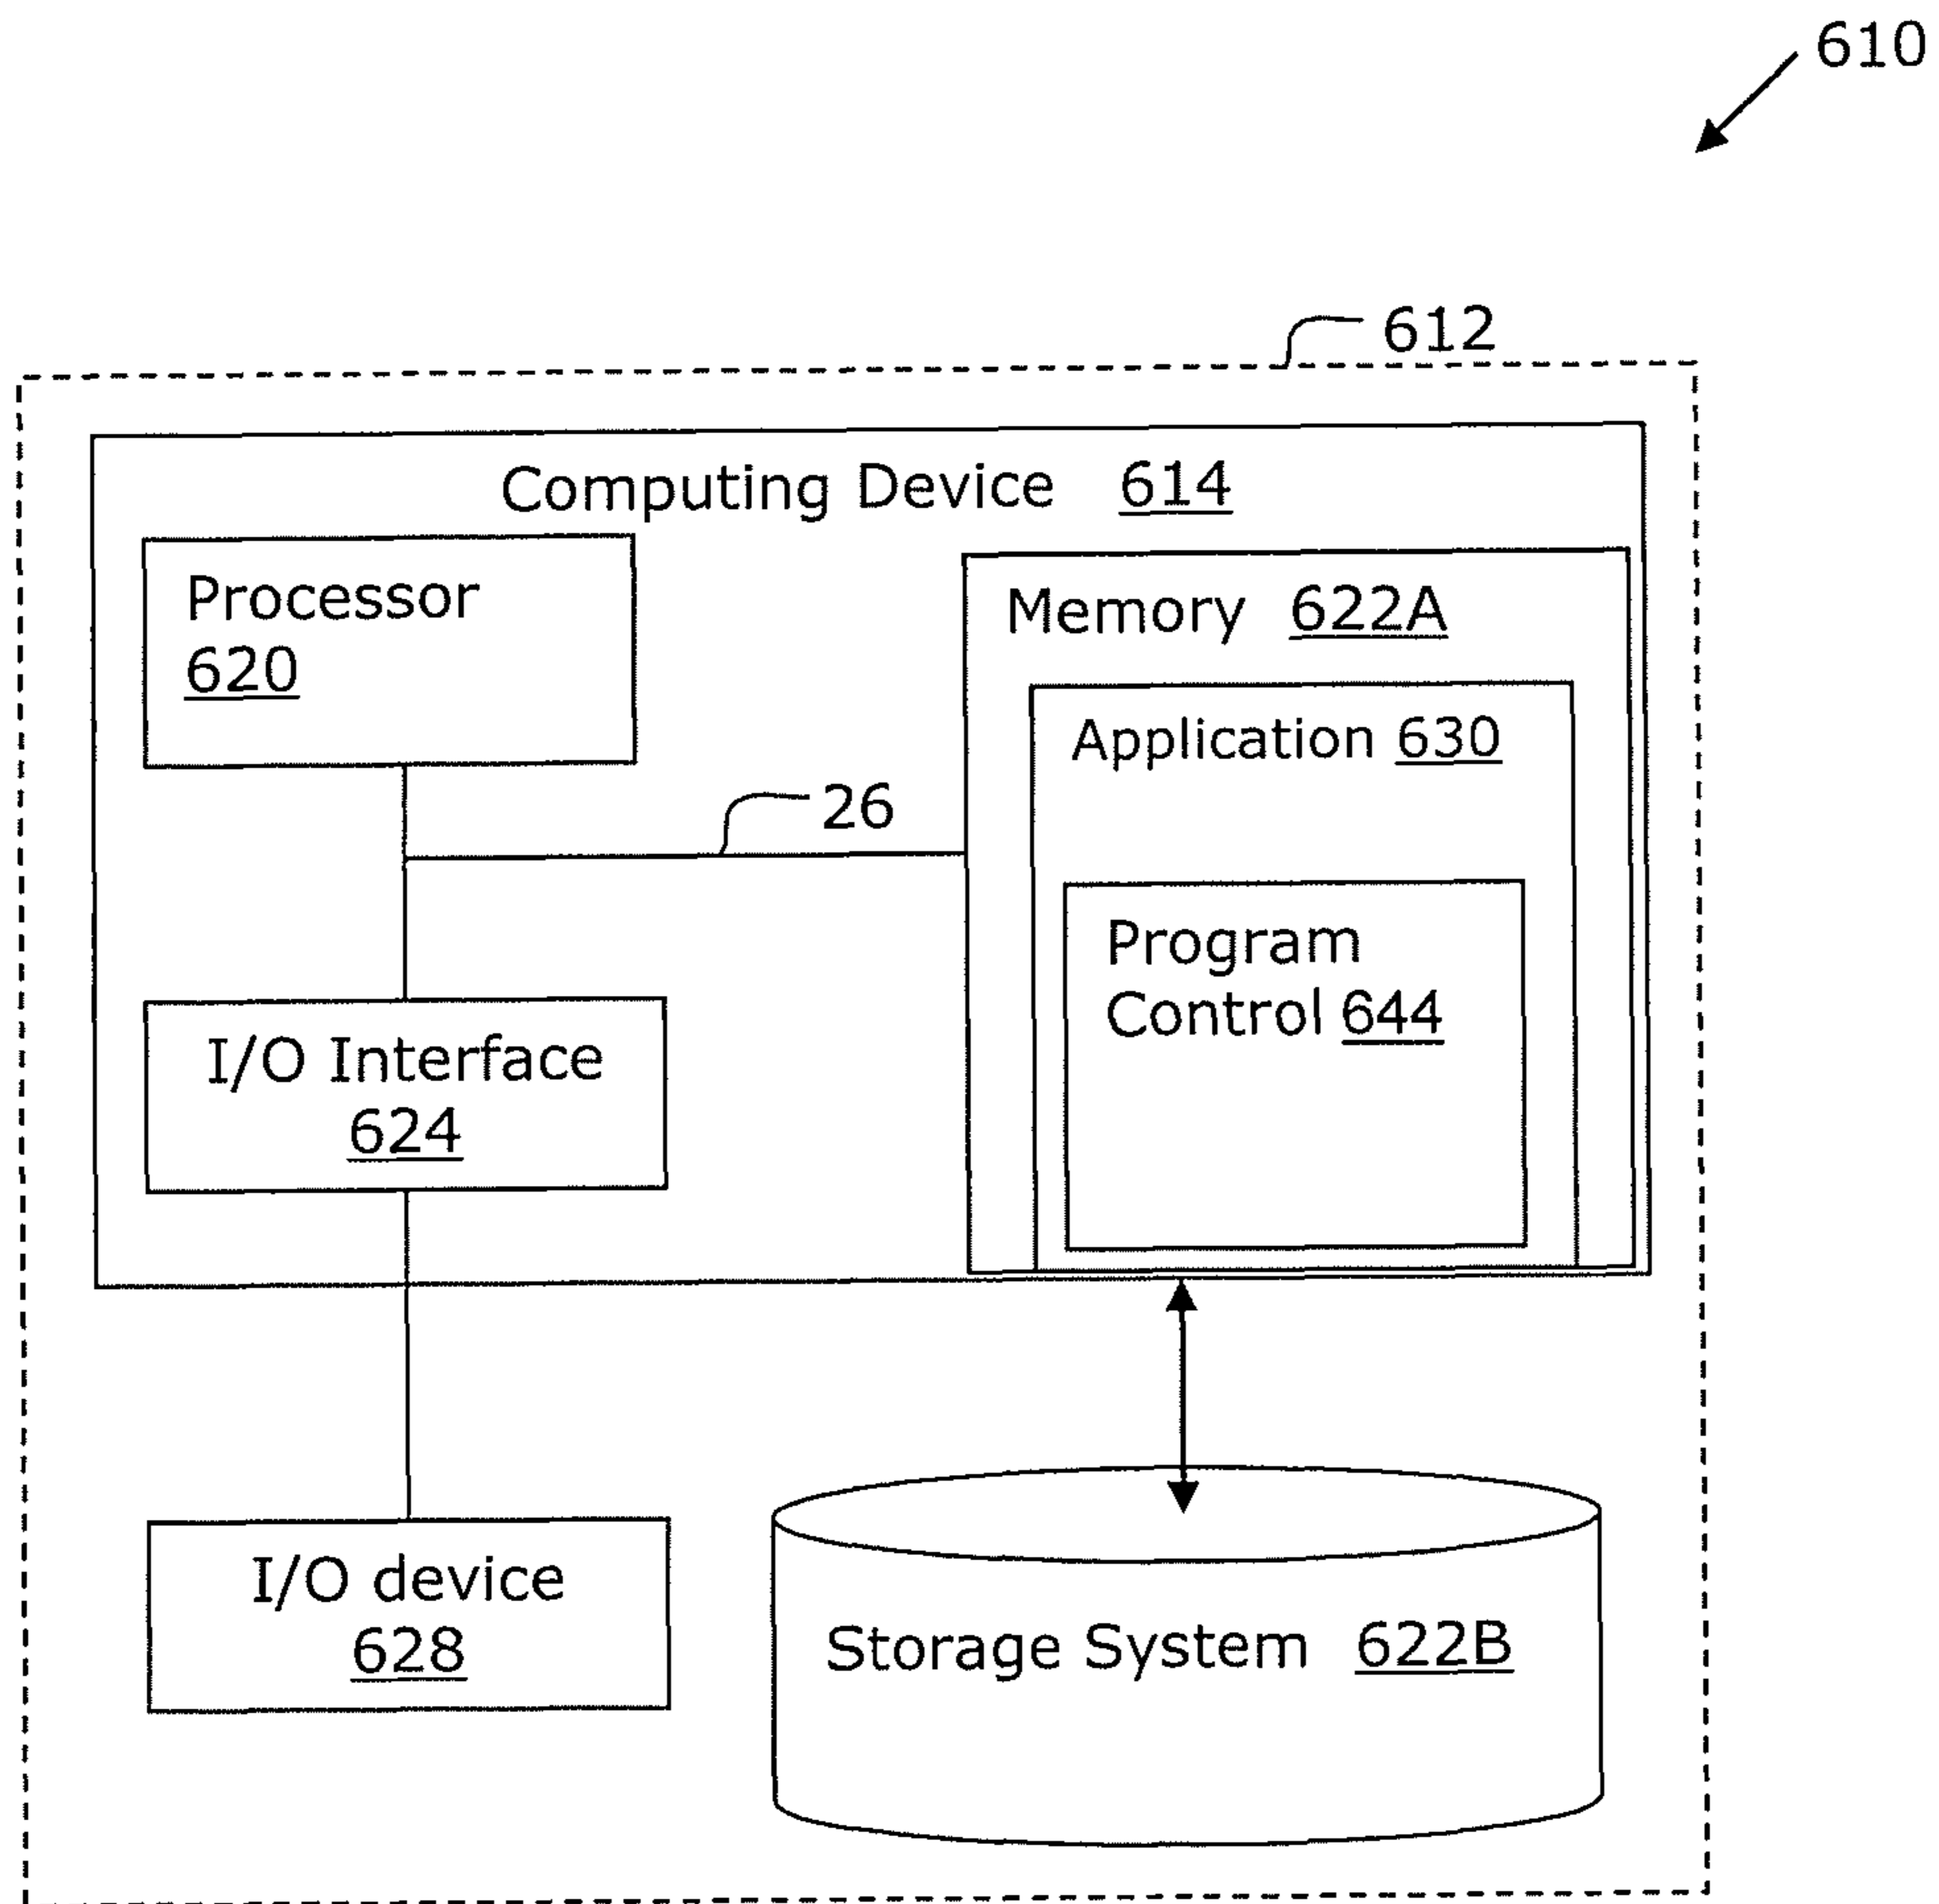 610
612
Computing Device 614
Processor
620
Memory 622A
Application 630
26
Program
Control 644
I/O Interface
624
I/O device
628
Storage System 622B